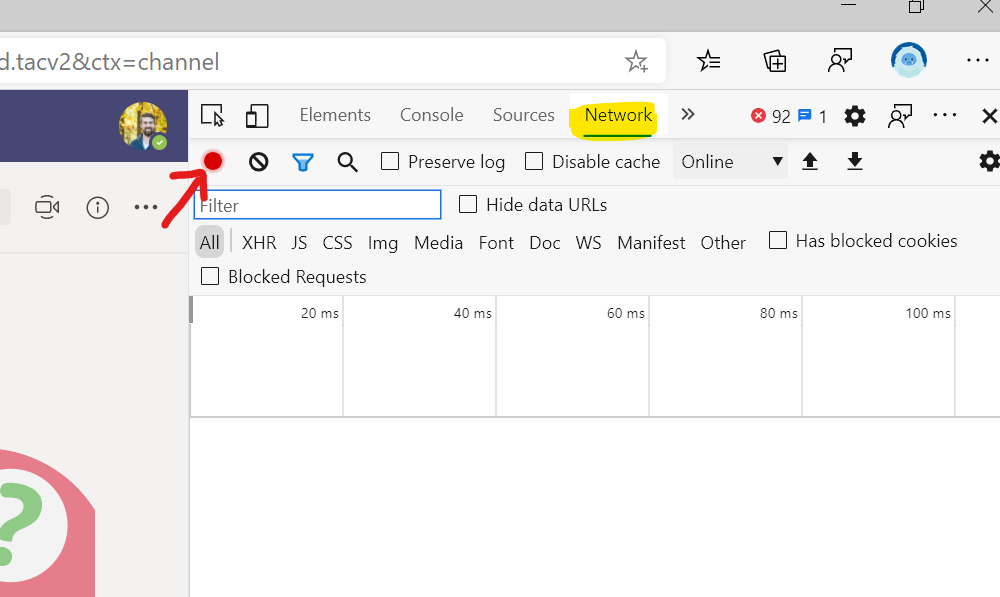 d.tacv2&ctx=channel
Elements Console Sources Network 92 1
Preserve log Disable cache Online
Filter Hide data URLs
All XHR JS CSS Img Media Font Doc WS Manifest Other Has blocked cookies
Blocked Requests
20 ms 40 ms 60 ms 80 ms 100 ms
?